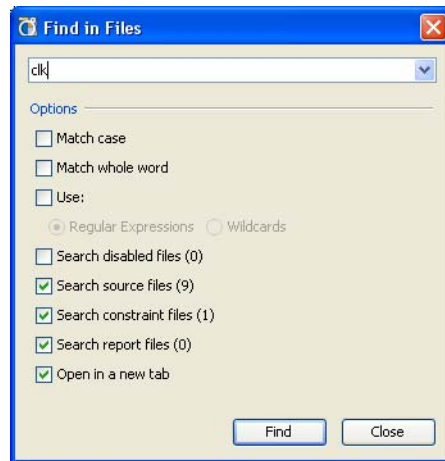 Find in Files
clk
Options
Match case
Match whole word
Use:
Regular Expressions Wildcards
Search disabled files (0)
Search source files (9)
Search constraint files (1)
Search report files (0)
Open in a new tab
Find Close